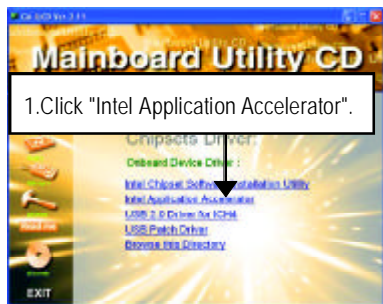 Mainboard Utility CD
1.Click "Intel Application Accelerator".
Chipsets Driver:
Onboard Device Driver :
Intel Chipset Software Installation Utility
Intel Application Accelerator
USB 2.0 Driver for ICH4
USB Patch Driver
Browse this Directory
EXIT